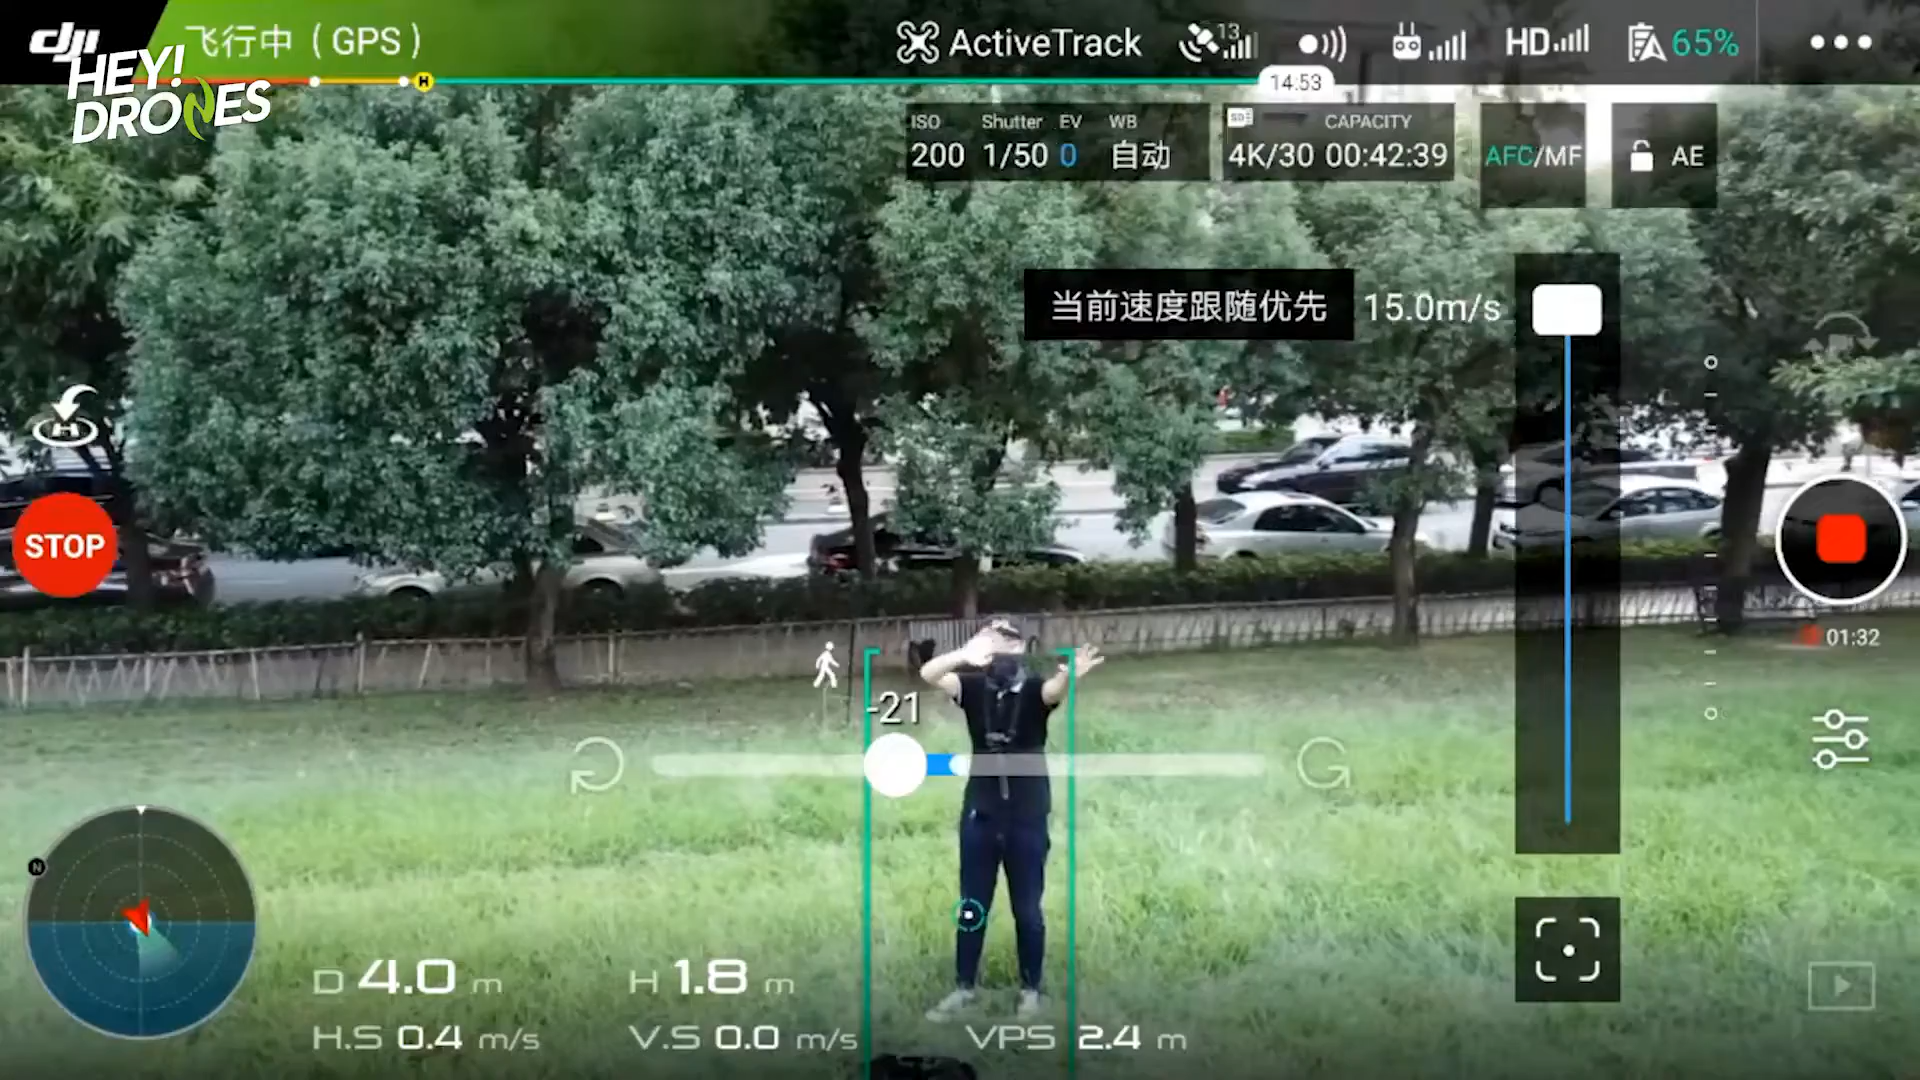 dji
飞行中（GPS）
ActiveTrack
13
HD
65%
HEY!
DRONES
H
14:53
ISO
200
Shutter
1/50
EV
0
WB
自动
SD
CAPACITY
4K/30 00:42:39
AFC/MF
AE
当前速度跟随优先
15.0m/s
H
STOP
01:32
-21
N
D 4.0 m
H 1.8 m
H.S 0.4 m/s
V.S 0.0 m/s
VPS 2.4 m